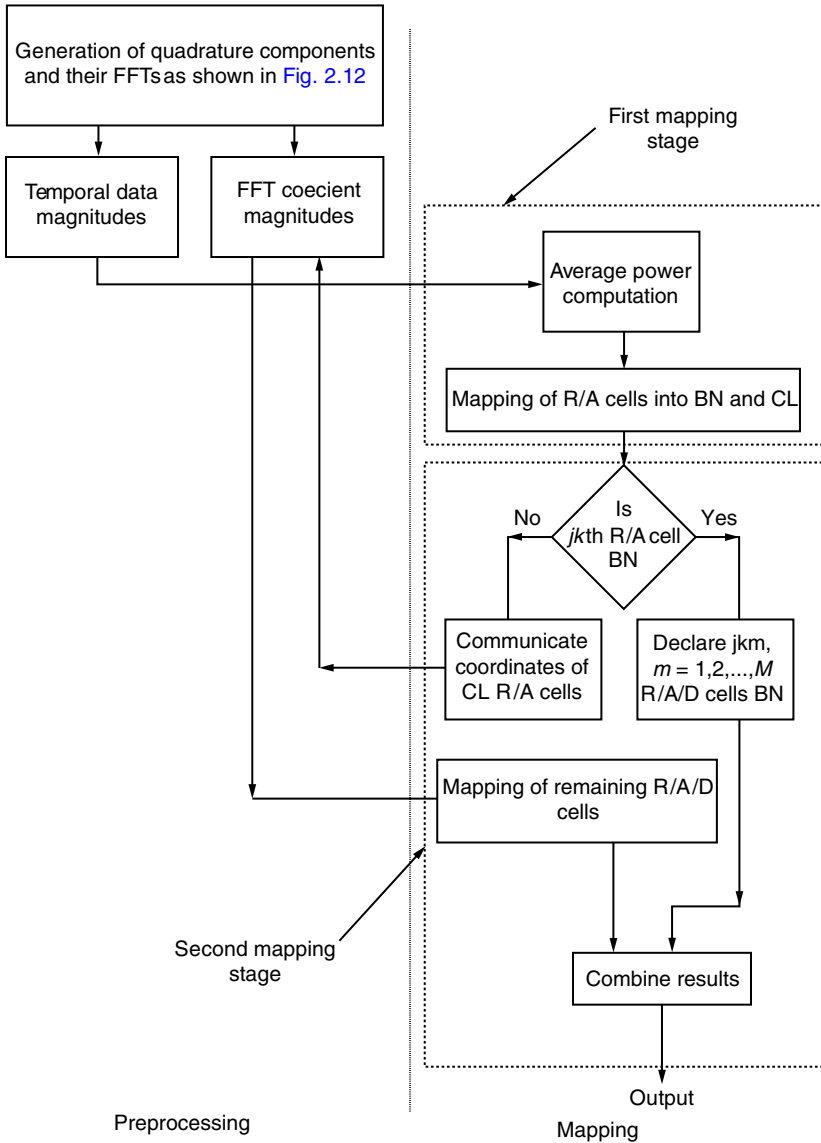 Generation of quadrature components
and their FFTs as shown in Fig. 2.12
First mapping
stage
Temporal data
magnitudes
FFT coecient
magnitudes
Average power
computation
Mapping of R/A cells into BN and CL
Is
jkth R/A cell
BN
No
Yes
Communicate
coordinates of
CL R/A cells
Declare jkm,
m = 1,2,...,M
R/A/D cells BN
Mapping of remaining R/A/D
cells
Second mapping
stage
Combine results
Output
Preprocessing
Mapping